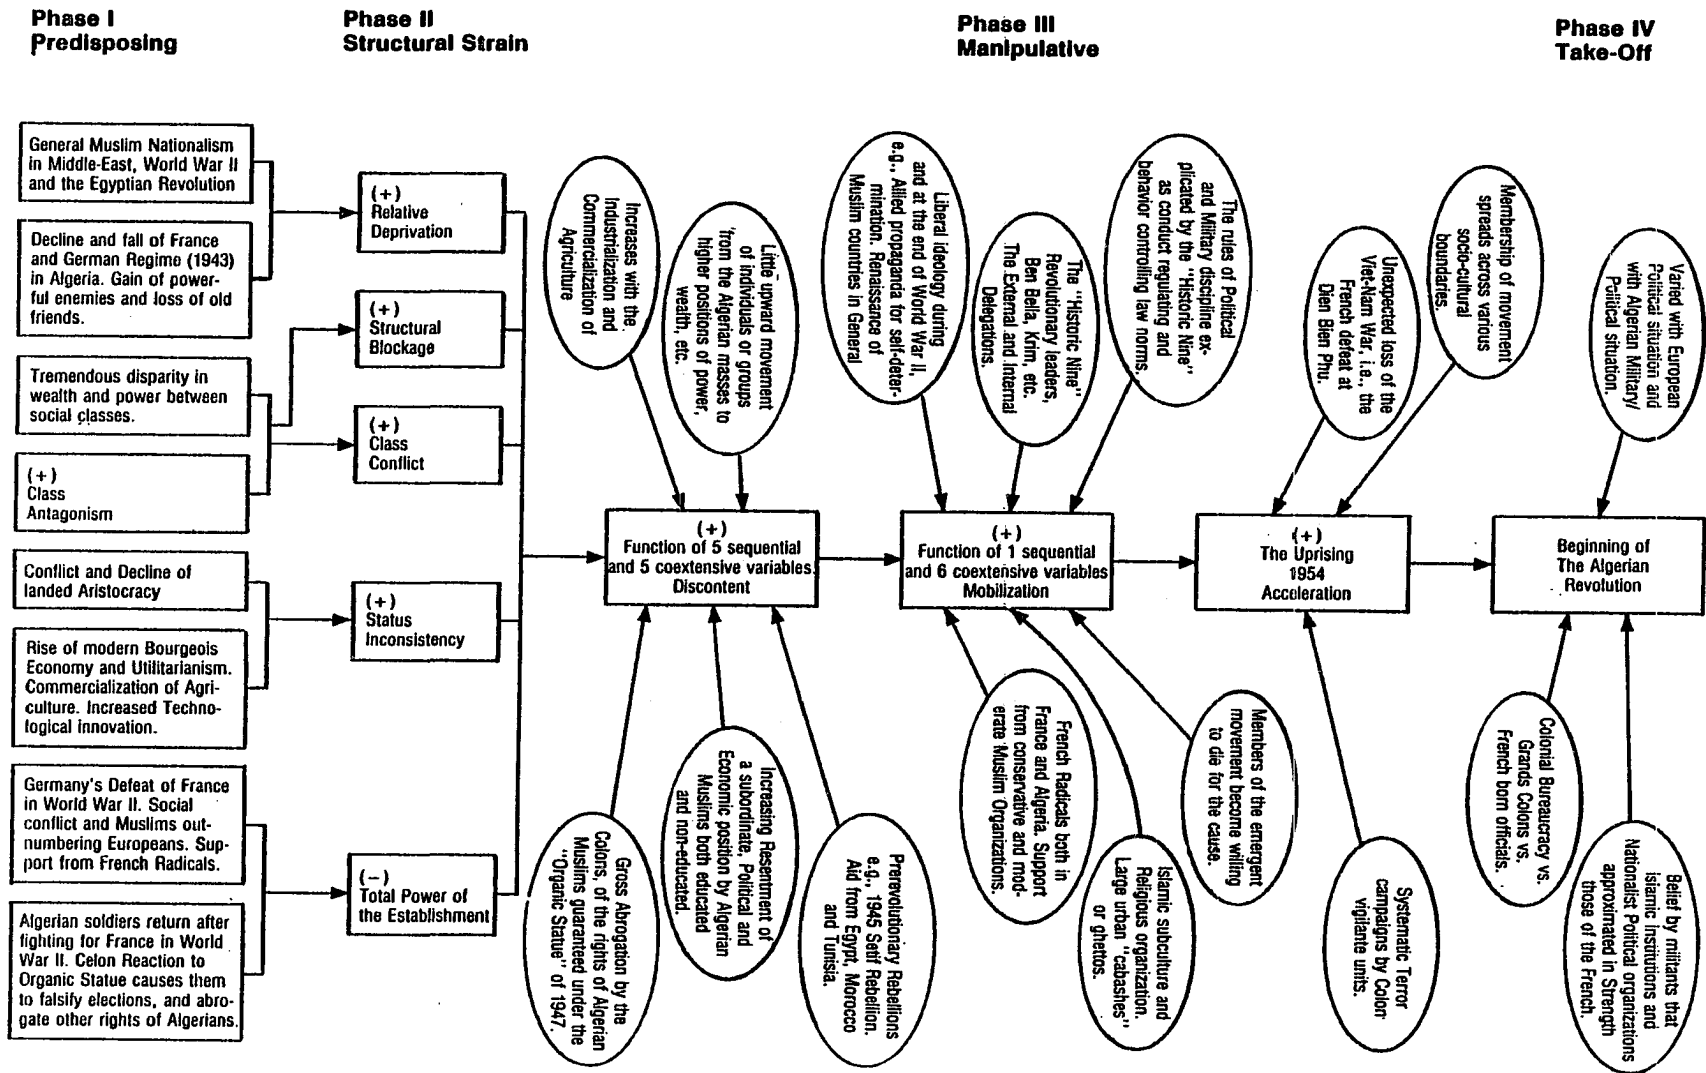 Phase I
Predisposing
Phase II
Structural Strain
Phase III
Manipulative
Phase IV
Take-Off
General Muslim Nationalism
in Middle-East, World War II
and the Egyptian Revolution
Decline and fall of France
and German Regime (1943)
in Algeria. Gain of power-
ful enemies and loss of old
friends.
Tremendous disparity in
wealth and power between
social classes.
(+)
Class
Antagonism
Conflict and Decline of
landed Aristocracy
Rise of modern Bourgeois
Economy and Utilitarianism.
Commercialization of Agri-
culture. Increased Techno-
logical innovation.
Germany's Defeat of France
in World War II. Social
conflict and Muslims out-
numbering Europeans. Sup-
port from French Radicals.
Algerian soldiers return after
fighting for France in World
War II. Celon Reaction to
Organic Statue causes them
to falsify elections, and abro-
gate other rights of Algerians.
(+)
Relative
Deprivation
(+)
Structural
Blockage
(+)
Class
Conflict
(+)
Status
Inconsistency
(-)
Total Power of
the Establishment
Increases with the
Industrialization and
Commercialization of
Agriculture
Little upward movement
of individuals or groups
from the Algerian masses to
higher positions of power,
wealth, etc.
(+)
Function of 5 sequential
and 5 coextensive variables.
Discontent
Gross Abrogation by the
Colors, of the rights of Algerian
Muslims guaranteed under the
"Organic Statue" of 1947.
Increasing Resentment of
a subordinate, Political and
Economic position by Algerian
Muslims both educated
and non-educated.
Prerevolutionary Rebellions
e.g., 1945 Setif Rebellion.
Aid from Egypt, Morocco
and Tunisia.
Liberal ideology during
and at the end of World War II,
e.g., Allied propaganda for self-deter-
mination. Renaissance of
Muslim countries in General
The "Historic Nine"
Revolutionary leaders,
Ben Bella, Krim, etc.
The External and Internal
Delegations.
The rules of Political
and Military discipline ex-
plicated by the "Historic Nine"
as conduct regulating and
behavior controlling law norms.
(+)
Function of 1 sequential
and 6 coextensive variables
Mobilization
French Radicals both in
France and Algeria. Support
from conservative and mod-
erate Muslim Organizations.
Islamic subculture and
Religious organization.
Large urban "cabashes"
or ghettos.
Members of the emergent
movement become willing
to die for the cause.
Unexpected loss of the
Viet-Nam War, i.e., the
French defeat at
Dien Bien Phu.
Membership of movement
spreads across various
socio-cultural
boundaries.
(+)
The Uprising
1954
Acceleration
Systematic Terror
campaigns by Colon
vigilante units.
Varied with European
Political situation and
with Algerian Military/
Political situation.
Beginning of
The Algerian
Revolution
Colonial Bureaucracy vs.
Grands Colons vs.
French born officials.
Belief by militants that
Islamic Institutions and
Nationalist Political organizations
approximated in Strength
those of the French.